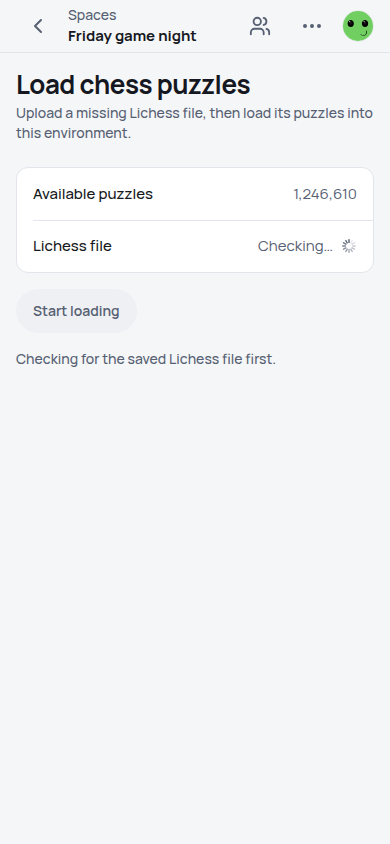 Spaces
Friday game night
Load chess puzzles
Upload a missing Lichess file, then load its puzzles into
this environment.
Available puzzles 1,246,610
Lichess file Checking...
Start loading
Checking for the saved Lichess file first.